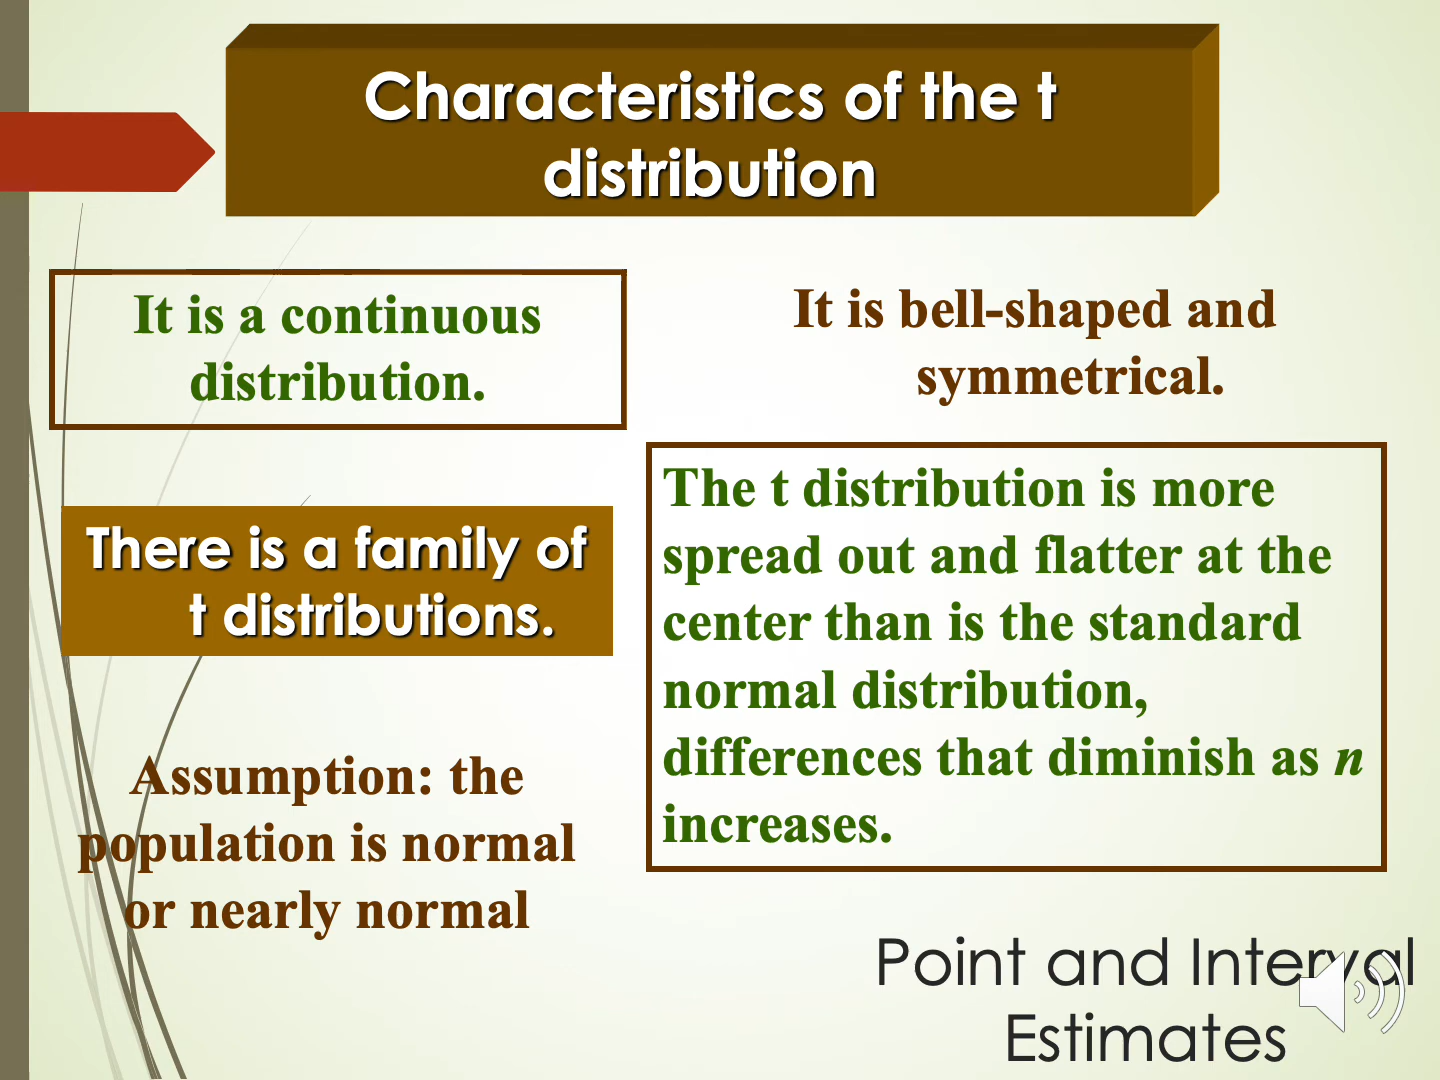 Characteristics of the t
distribution
It is a continuous
distribution.
It is bell-shaped and
symmetrical.
There is a family of
t distributions.
The t distribution is more
spread out and flatter at the
center than is the standard
normal distribution,
differences that diminish as n
increases.
Assumption: the
population is normal
or nearly normal
Point and Interval
Estimates